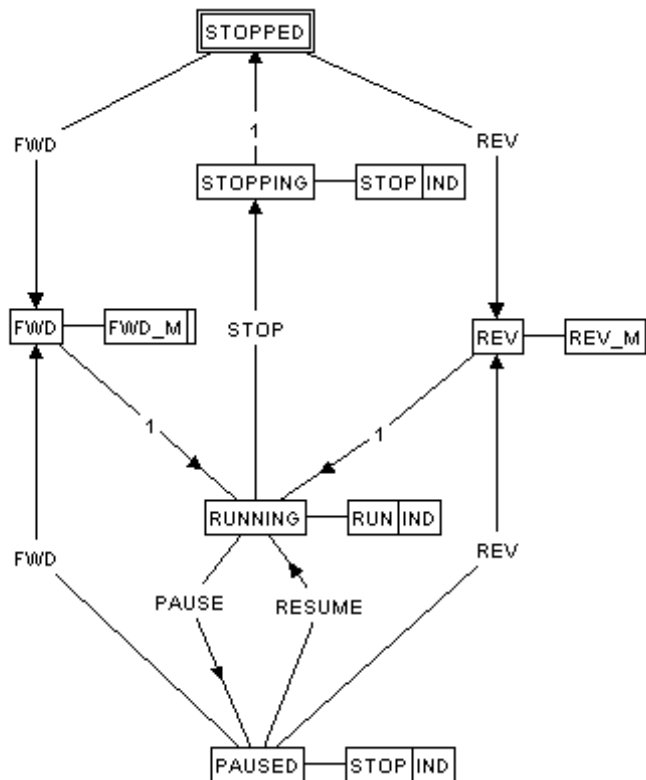 STOPPED
FWD
1
REV
STOPPING
STOP IND
FWD
FWD_M
STOP
REV
REV_M
1
1
RUNNING
RUN IND
FWD
REV
PAUSE
RESUME
PAUSED
STOP IND